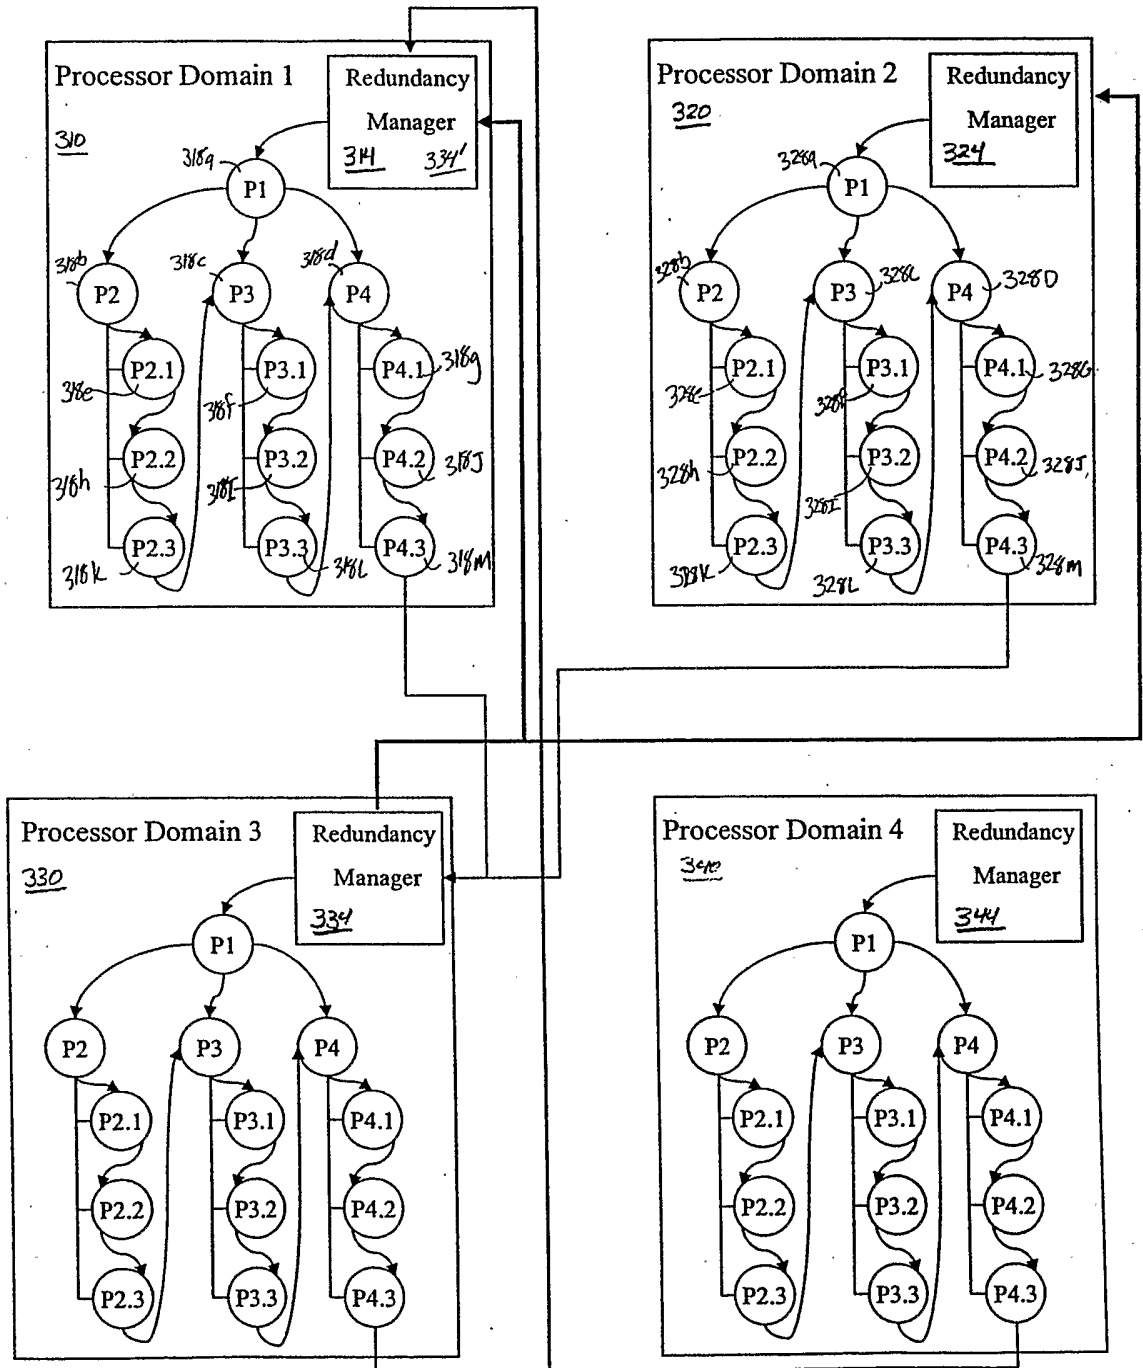 Processor Domain 1
Redundancy
Manager
310
314
334'
318a
P1
318b
318c
318d
P2
P3
P4
P2.1
P3.1
P4.1
318g
318e
318f
P2.2
P3.2
P4.2
318J
318h
318I
P2.3
P3.3
P4.3
318k
318L
318M
Processor Domain 2
Redundancy
Manager
320
324
328a
P1
328b
328C
328D
P2
P3
P4
P2.1
P3.1
P4.1
328G
328e
328f
P2.2
P3.2
P4.2
328J
328h
328I
P2.3
P3.3
P4.3
328K
328L
328m
Processor Domain 3
Redundancy
Manager
330
334
P1
P2
P3
P4
P2.1
P3.1
P4.1
P2.2
P3.2
P4.2
P2.3
P3.3
P4.3
Processor Domain 4
Redundancy
Manager
340
344
P1
P2
P3
P4
P2.1
P3.1
P4.1
P2.2
P3.2
P4.2
P2.3
P3.3
P4.3